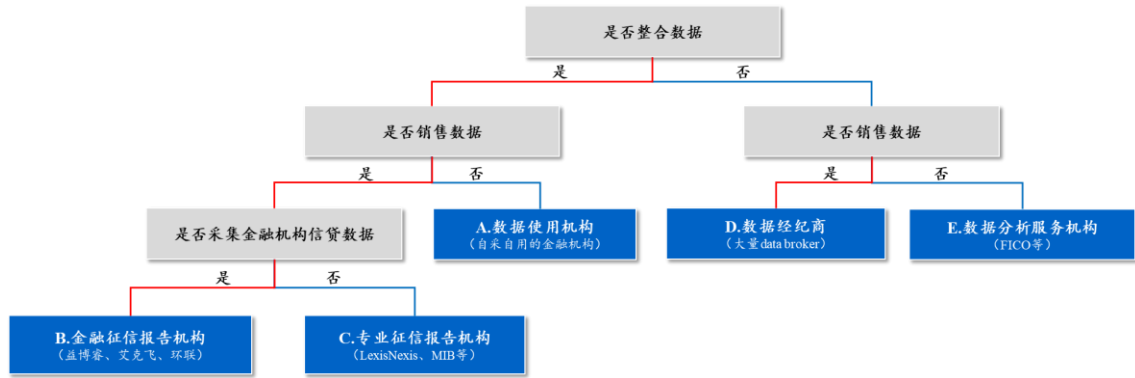 是否整合数据
是
否
是否销售数据
是否销售数据
是
否
是
否
是否采集金融机构信贷数据
A.数据使用机构
（自采自用的金融机构）
D.数据经纪商
（大量data broker）
E.数据分析服务机构
（FICO等）
是
否
B.金融征信报告机构
（益博睿、艾克飞、环联）
C.专业征信报告机构
（LexisNexis、MIB等）